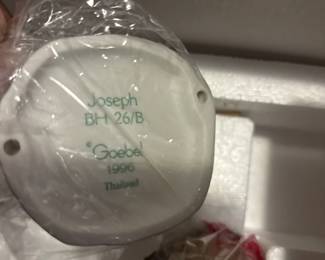 Joseph
BH 26/B
©Goebel
1996
Thailand